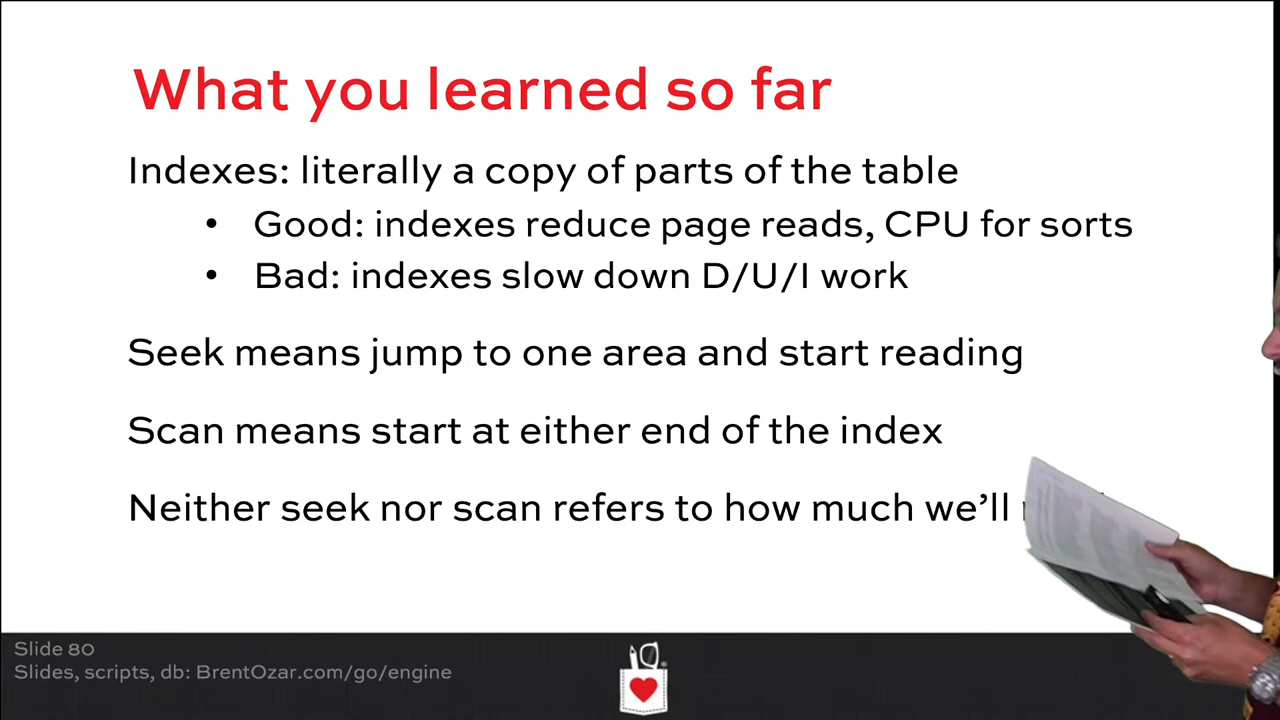 What you learned so far
Indexes: literally a copy of parts of the table
• Good: indexes reduce page reads, CPU for sorts
• Bad: indexes slow down D/U/I work
Seek means jump to one area and start reading
Scan means start at either end of the index
Neither seek nor scan refers to how much we’ll
Slide 80
Slides, scripts, db: BrentOzar.com/go/engine